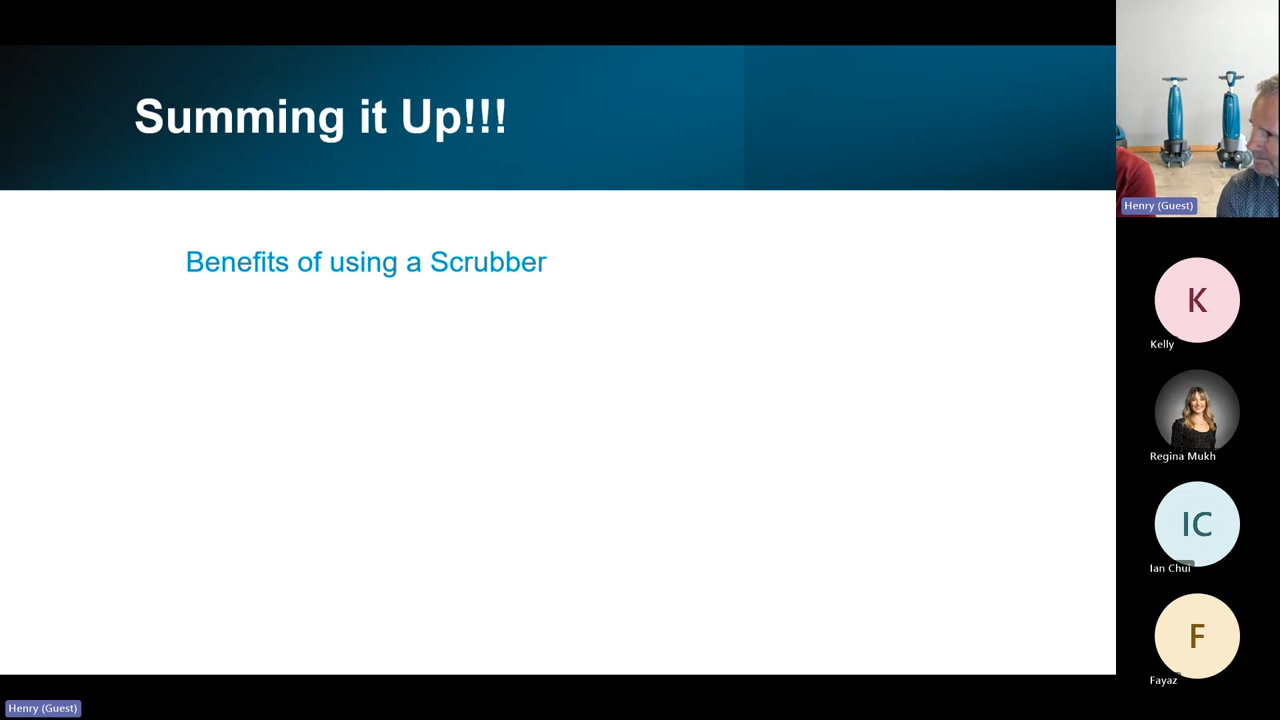 Summing it Up!!!
Benefits of using a Scrubber
Henry (Guest)
K
Kelly
Regina Mukh
IC
Ian Chui
F
Fayaz
Henry (Guest)